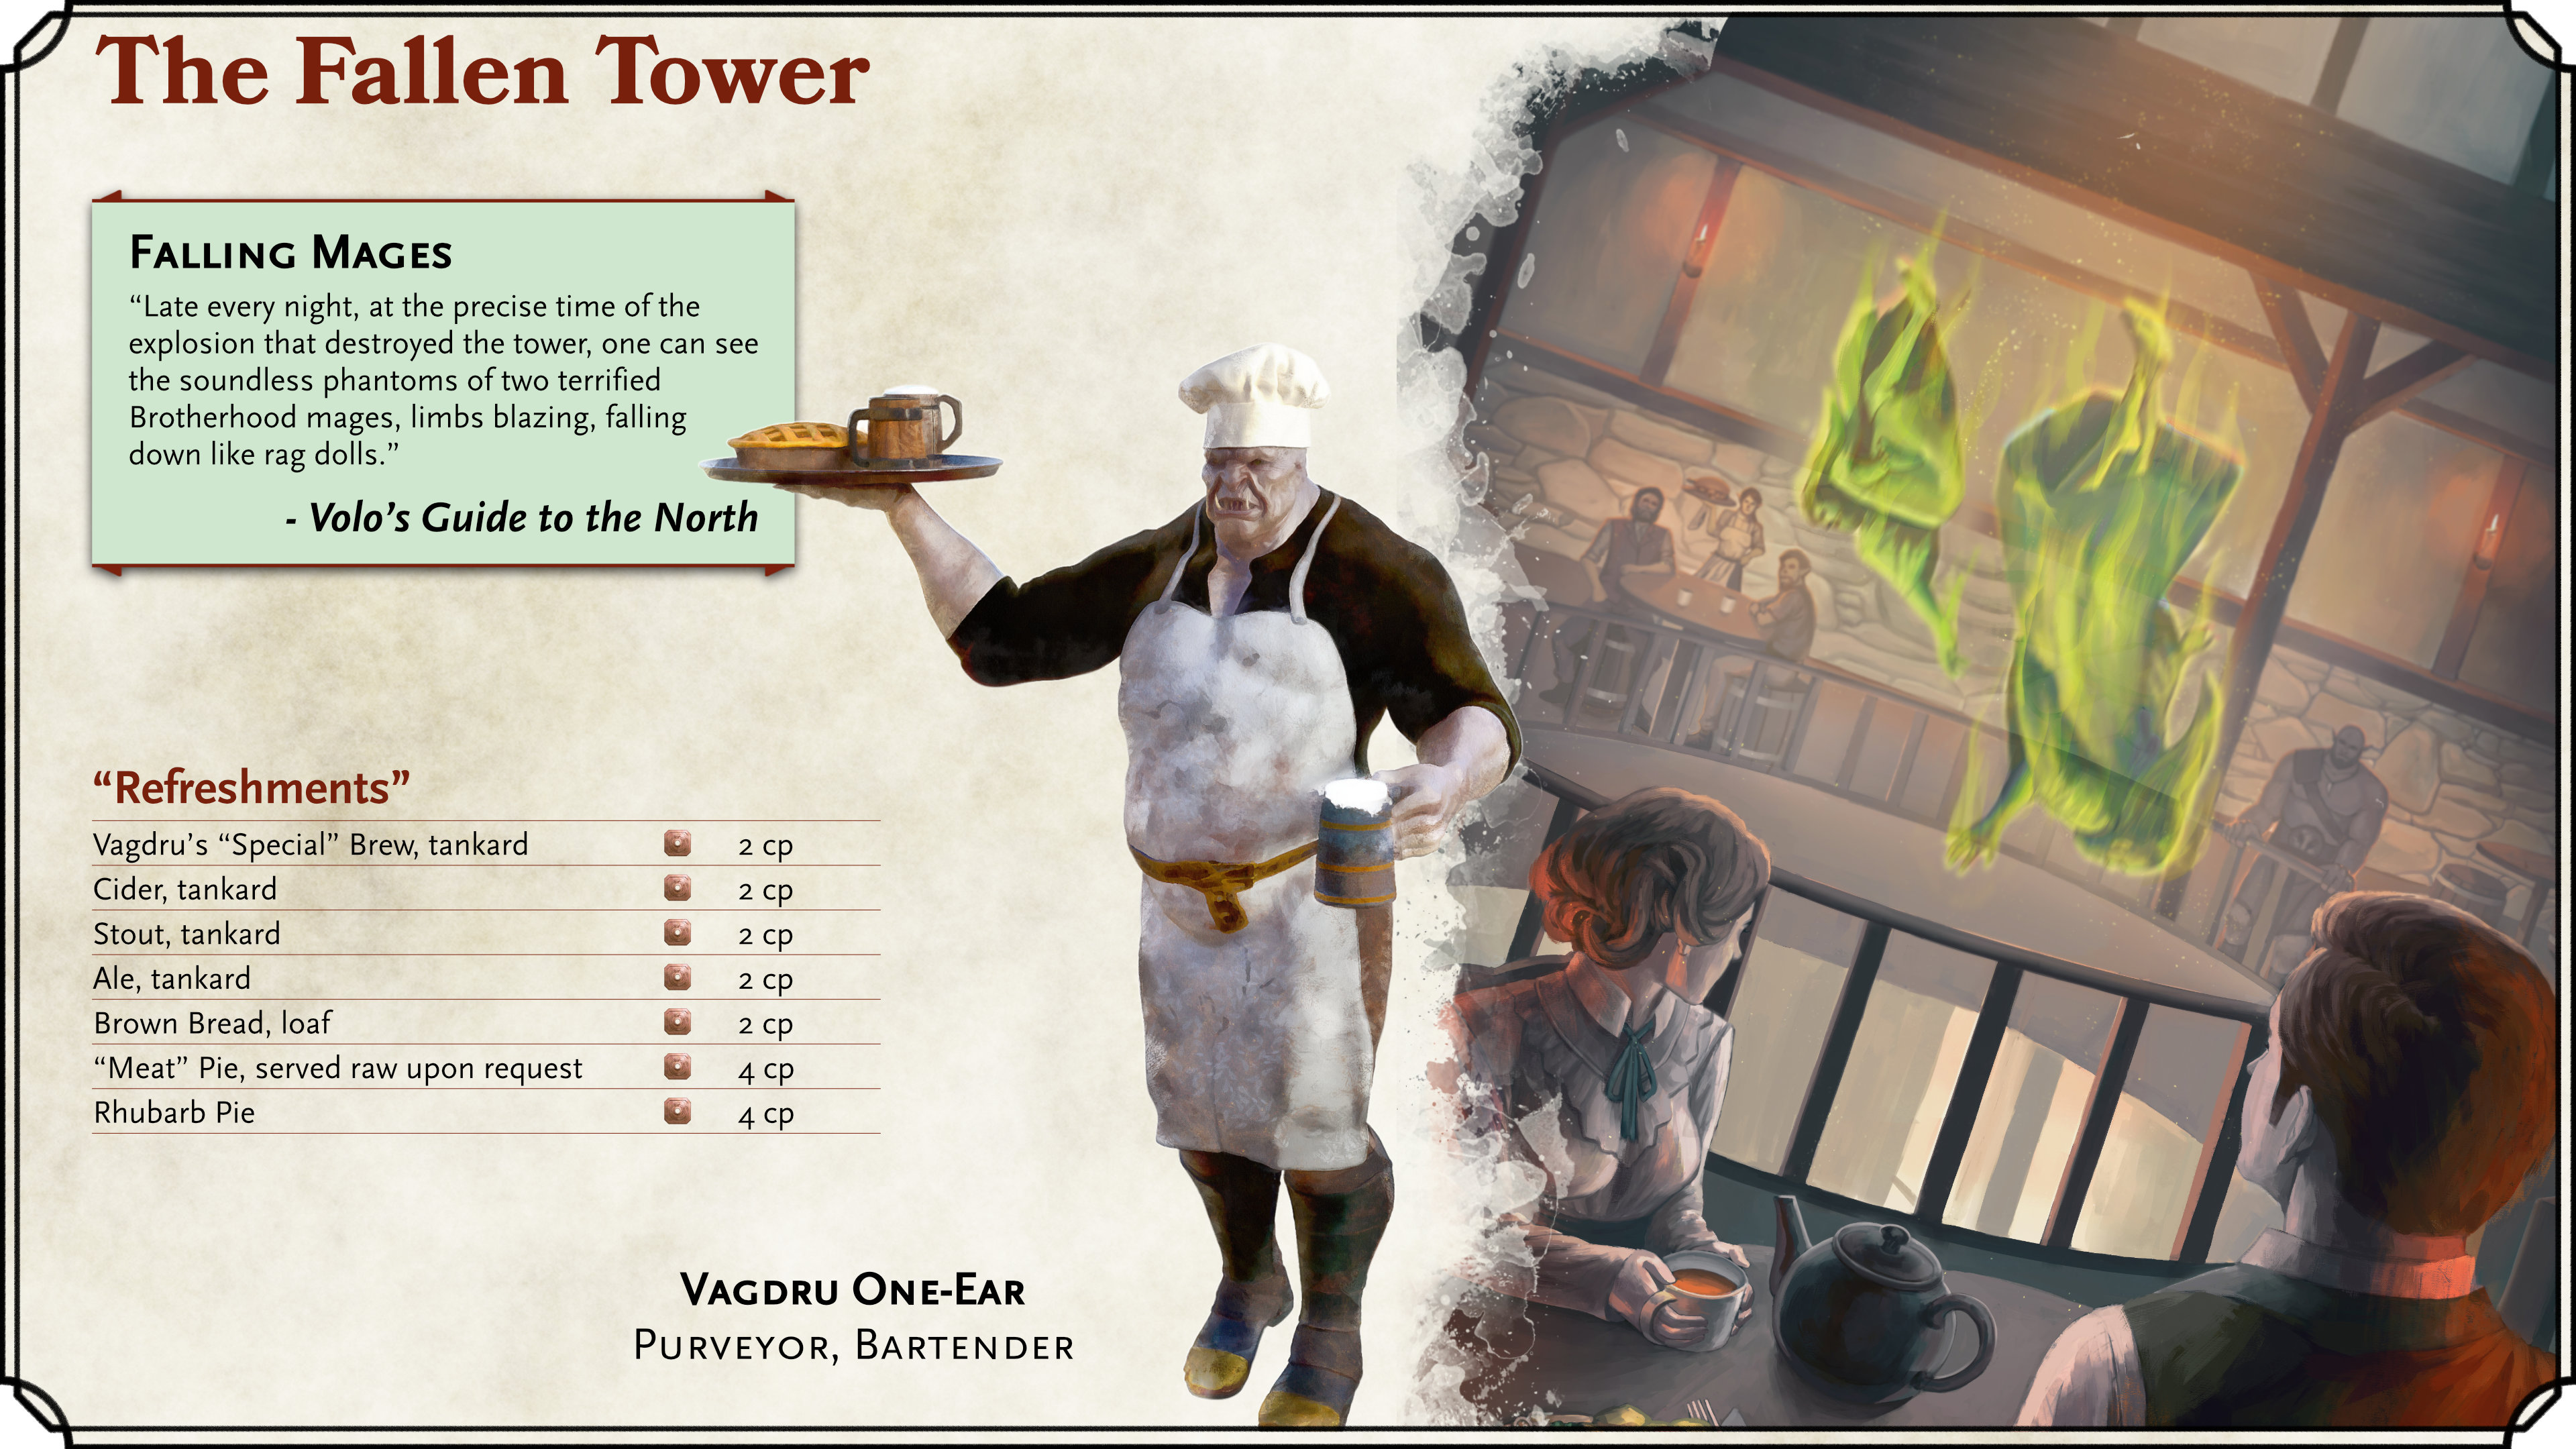 The Fallen Tower
Falling Mages
“Late every night, at the precise time of the
explosion that destroyed the tower, one can see
the soundless phantoms of two terrified
Brotherhood mages, limbs blazing, falling
down like rag dolls.”
- Volo’s Guide to the North
“Refreshments”
Vagdru’s “Special” Brew, tankard 2 cp
Cider, tankard 2 cp
Stout, tankard 2 cp
Ale, tankard 2 cp
Brown Bread, loaf 2 cp
“Meat” Pie, served raw upon request 4 cp
Rhubarb Pie 4 cp
Vagdru One-Ear
Purveyor, Bartender